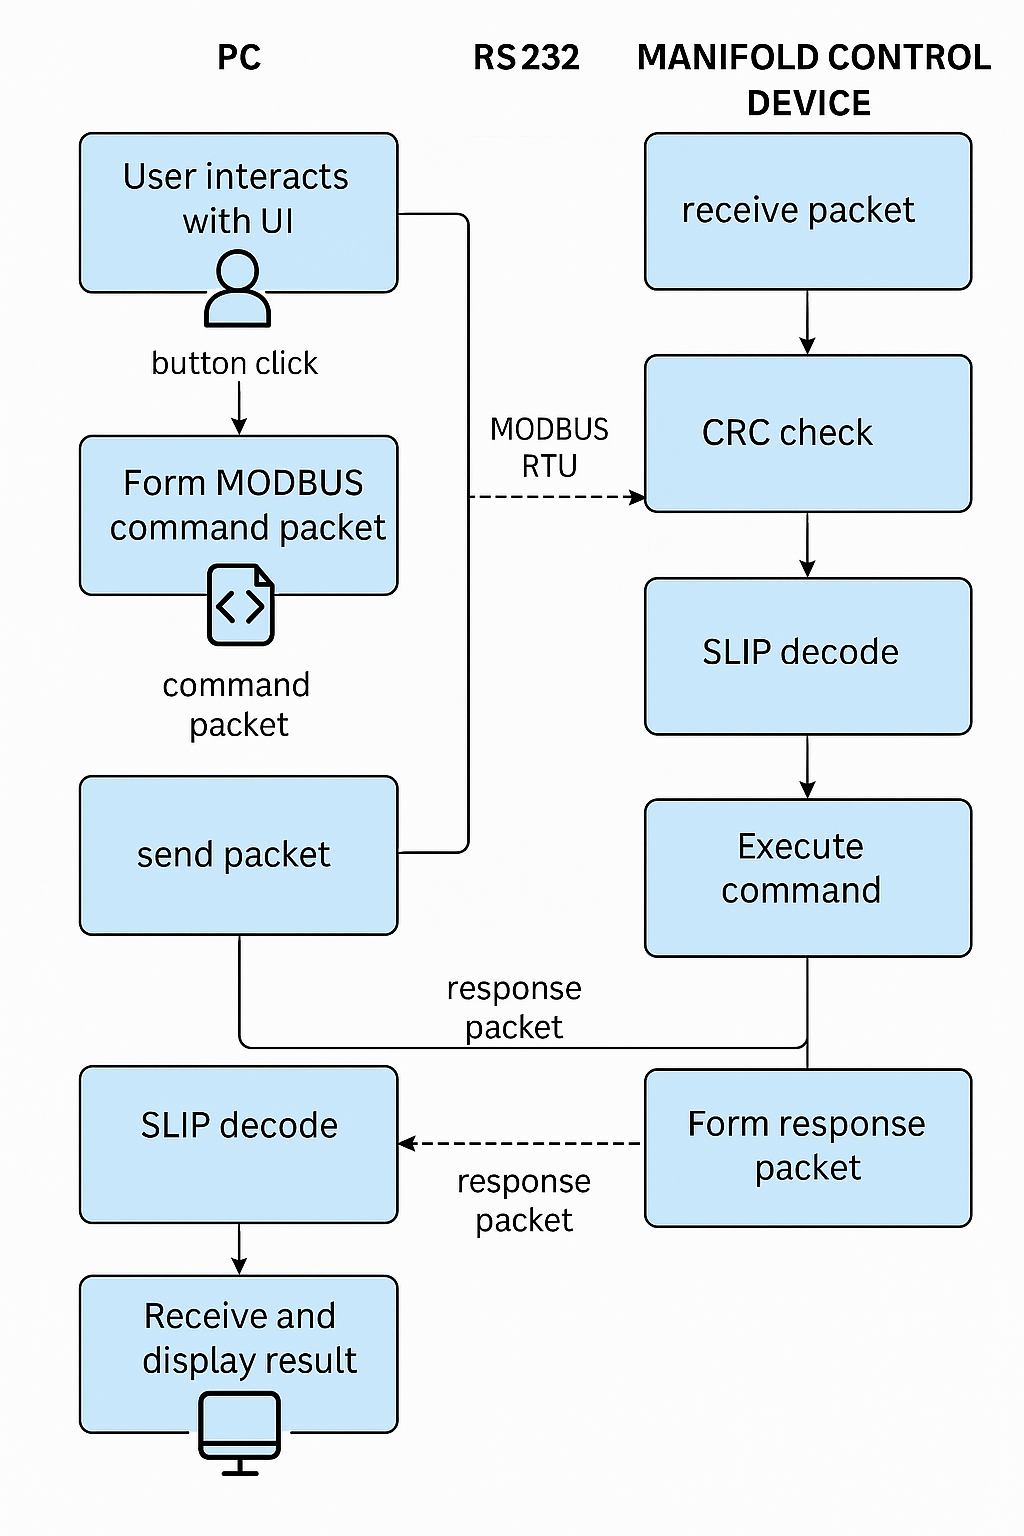 PC
RS232
MANIFOLD CONTROL
DEVICE
User interacts
with UI
button click
Form MODBUS
command packet
command
packet
send packet
MODBUS
RTU
receive packet
CRC check
SLIP decode
Execute
command
response
packet
Form response
packet
response
packet
SLIP decode
Receive and
display result